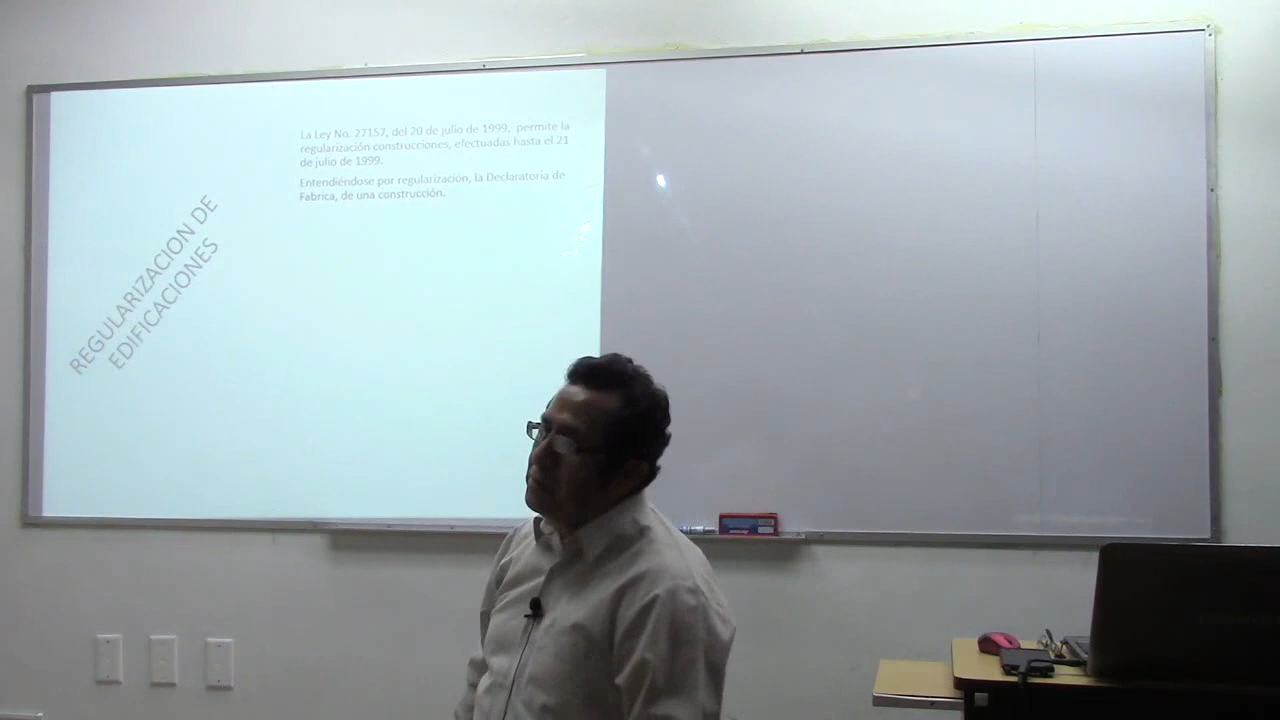 REGULARIZACION DE
EDIFICACIONES
La Ley No. 27157, del 20 de julio de 1999, permite la
regularización construcciones, efectuadas hasta el 21
de julio de 1999.
Entendiéndose por regularización, la Declaratoria de
Fabrica, de una construcción.